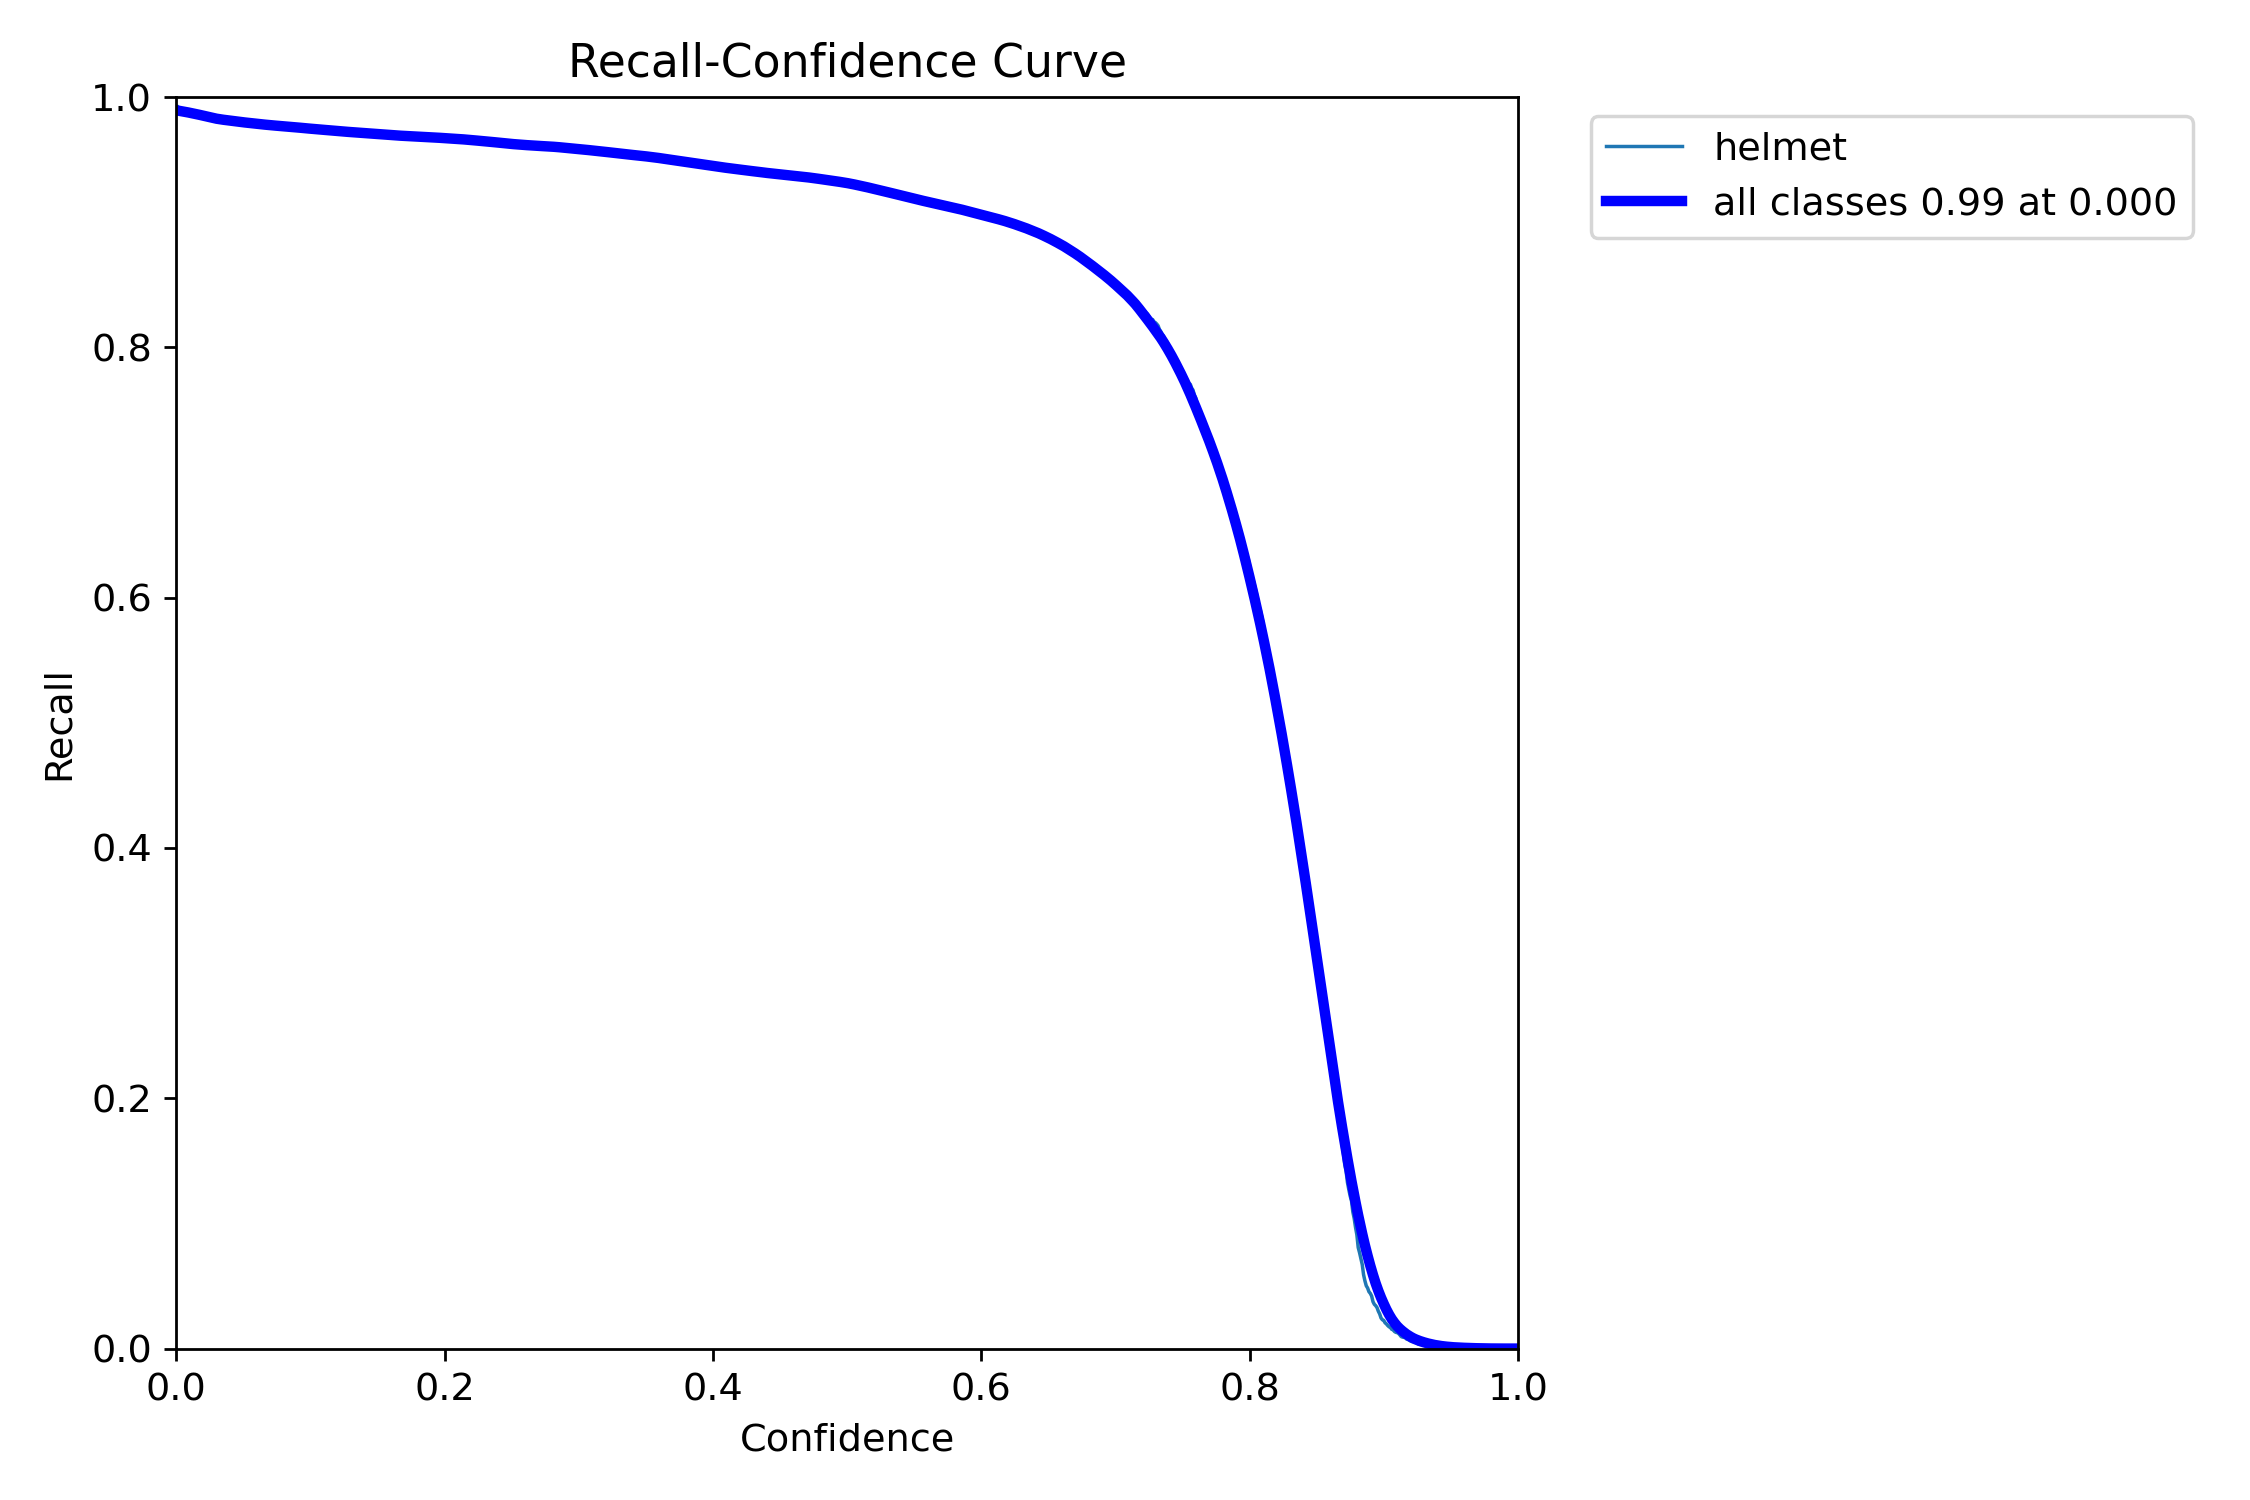 Recall-Confidence Curve
helmet
all classes 0.99 at 0.000
1.0
0.8
0.6
0.4
0.2
0.0
Recall
0.0 0.2 0.4 0.6 0.8 1.0
Confidence